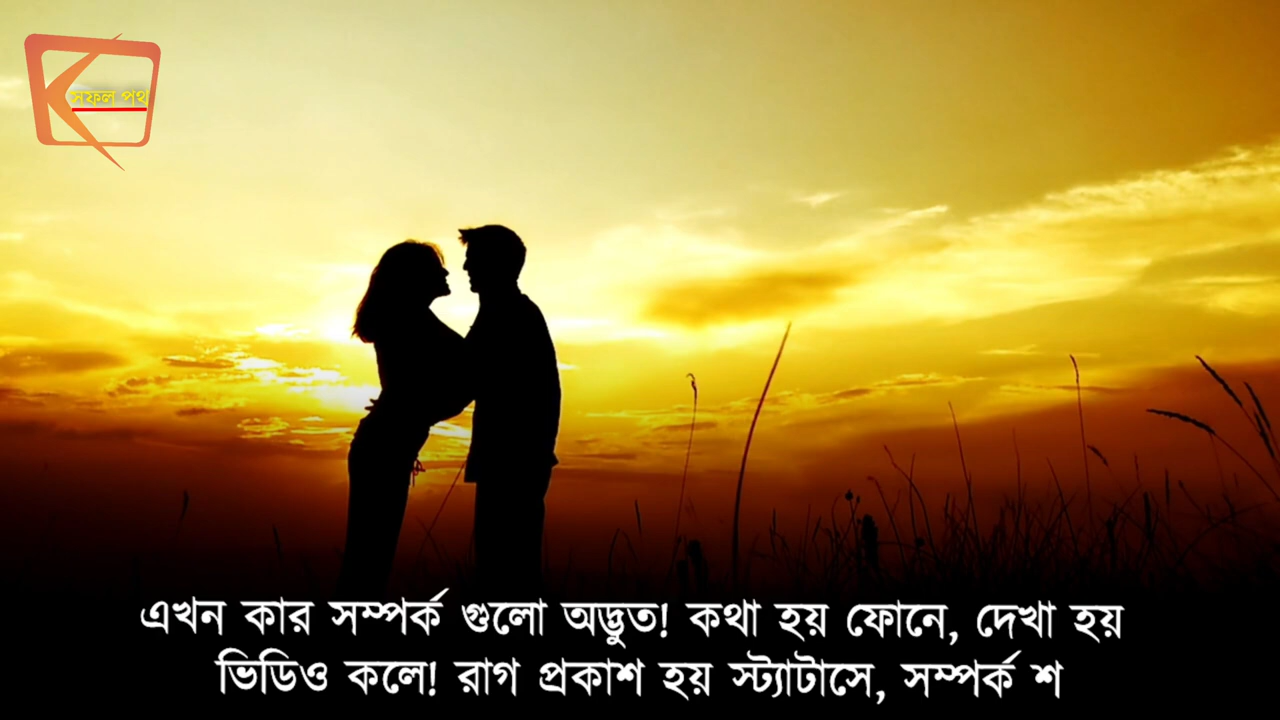 সফল পথ
এখন কার সম্পর্ক গুলো অদ্ভুত! কথা হয় ফোনে, দেখা হয়
ভিডিও কলে! রাগ প্রকাশ হয় স্ট্যাটাসে, সম্পর্ক শ